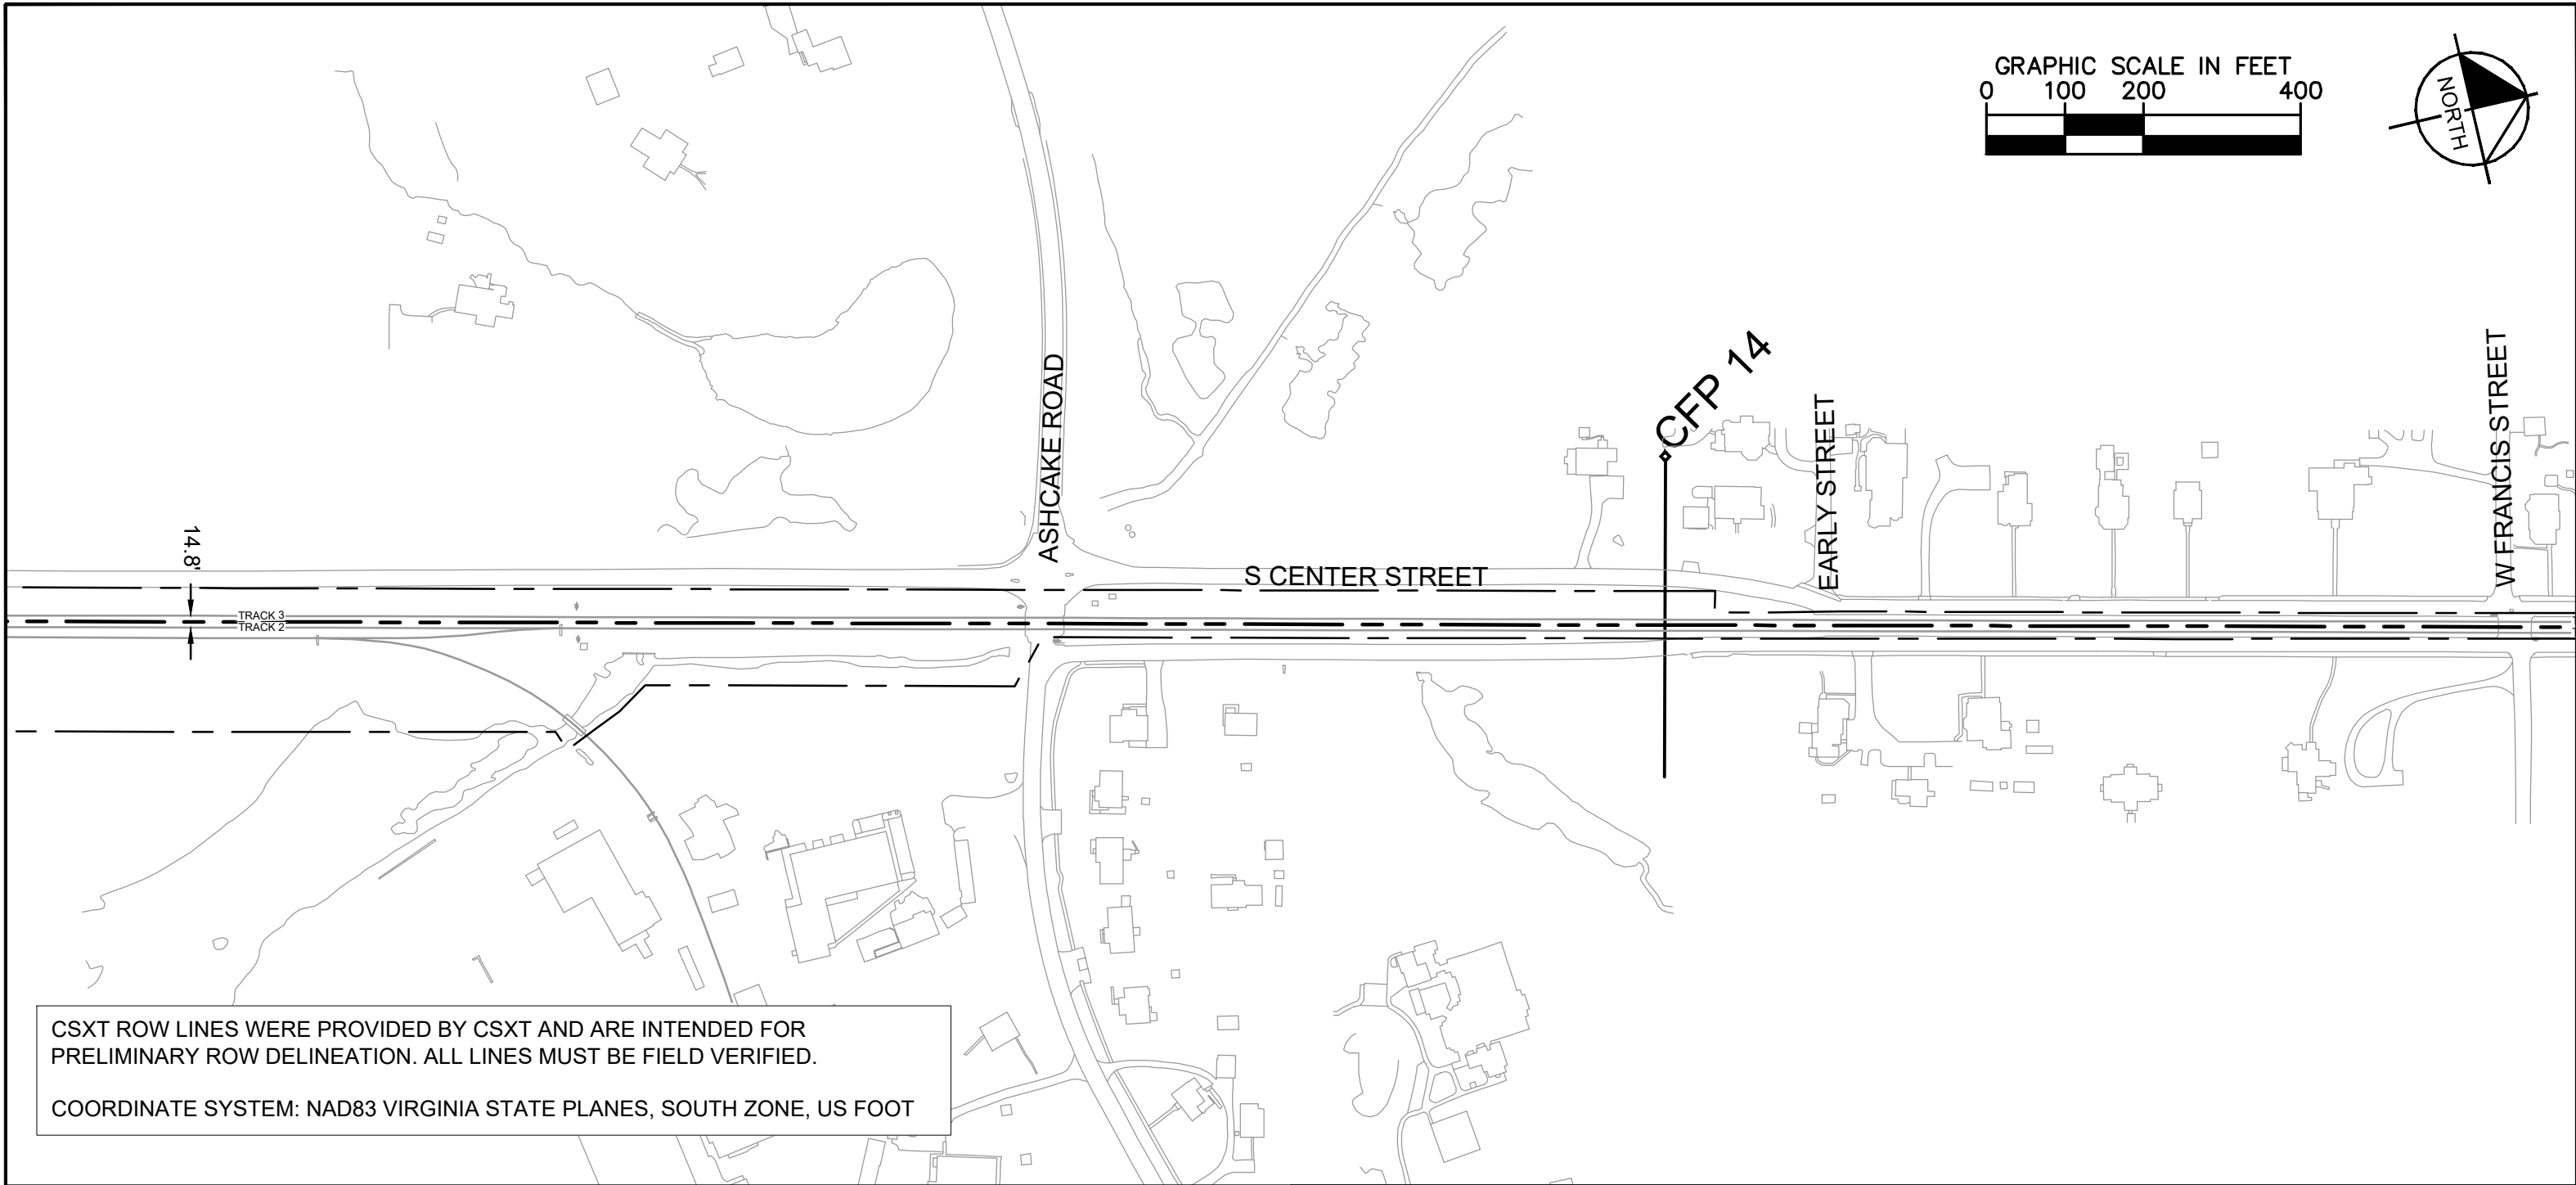 GRAPHIC SCALE IN FEET
0 100 200 400
NORTH
CFP 14
ASHCAKE ROAD
EARLY STREET
W FRANCIS STREET
14.8'
S CENTER STREET
TRACK 3
TRACK 2
CSXT ROW LINES WERE PROVIDED BY CSXT AND ARE INTENDED FOR
PRELIMINARY ROW DELINEATION. ALL LINES MUST BE FIELD VERIFIED.
COORDINATE SYSTEM: NAD83 VIRGINIA STATE PLANES, SOUTH ZONE, US FOOT